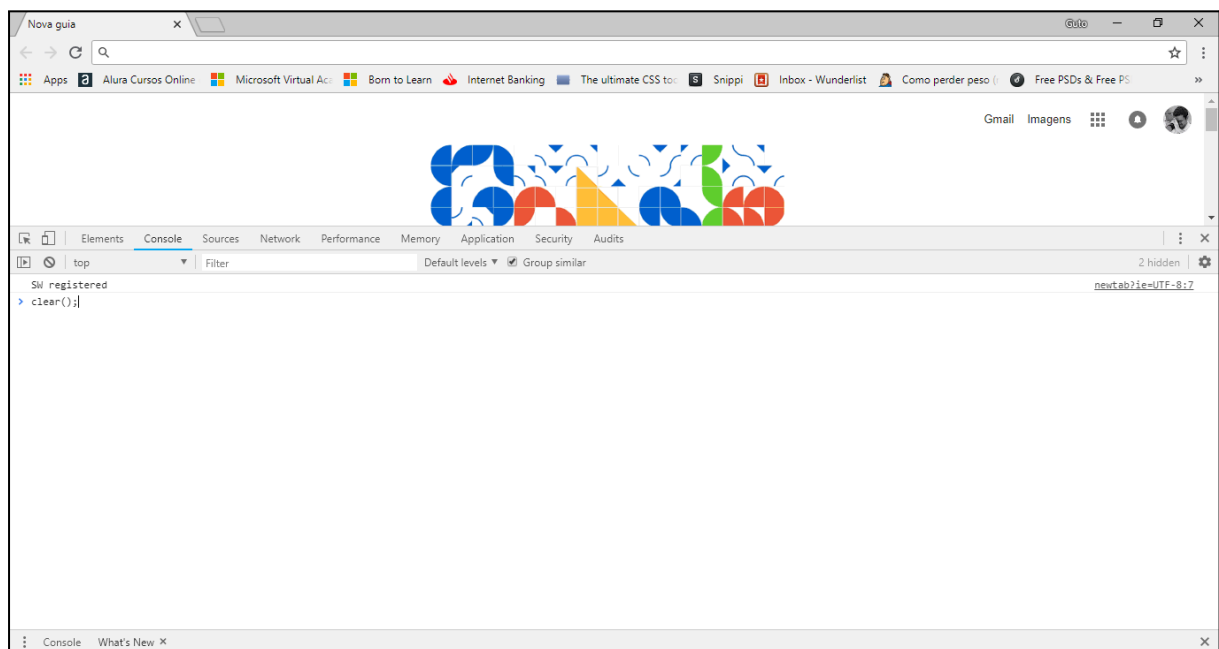 Nova guia
Guto
Apps Alura Cursos Online Microsoft Virtual Aca Born to Learn Internet Banking The ultimate CSS too Snippi Inbox - Wunderlist Como perder peso ( Free PSDs & Free PS »
Gmail Imagens
Elements Console Sources Network Performance Memory Application Security Audits
top Filter Default levels Group similar 2 hidden
SW registered newtab?ie=UTF-8:7
> clear();
Console What's New